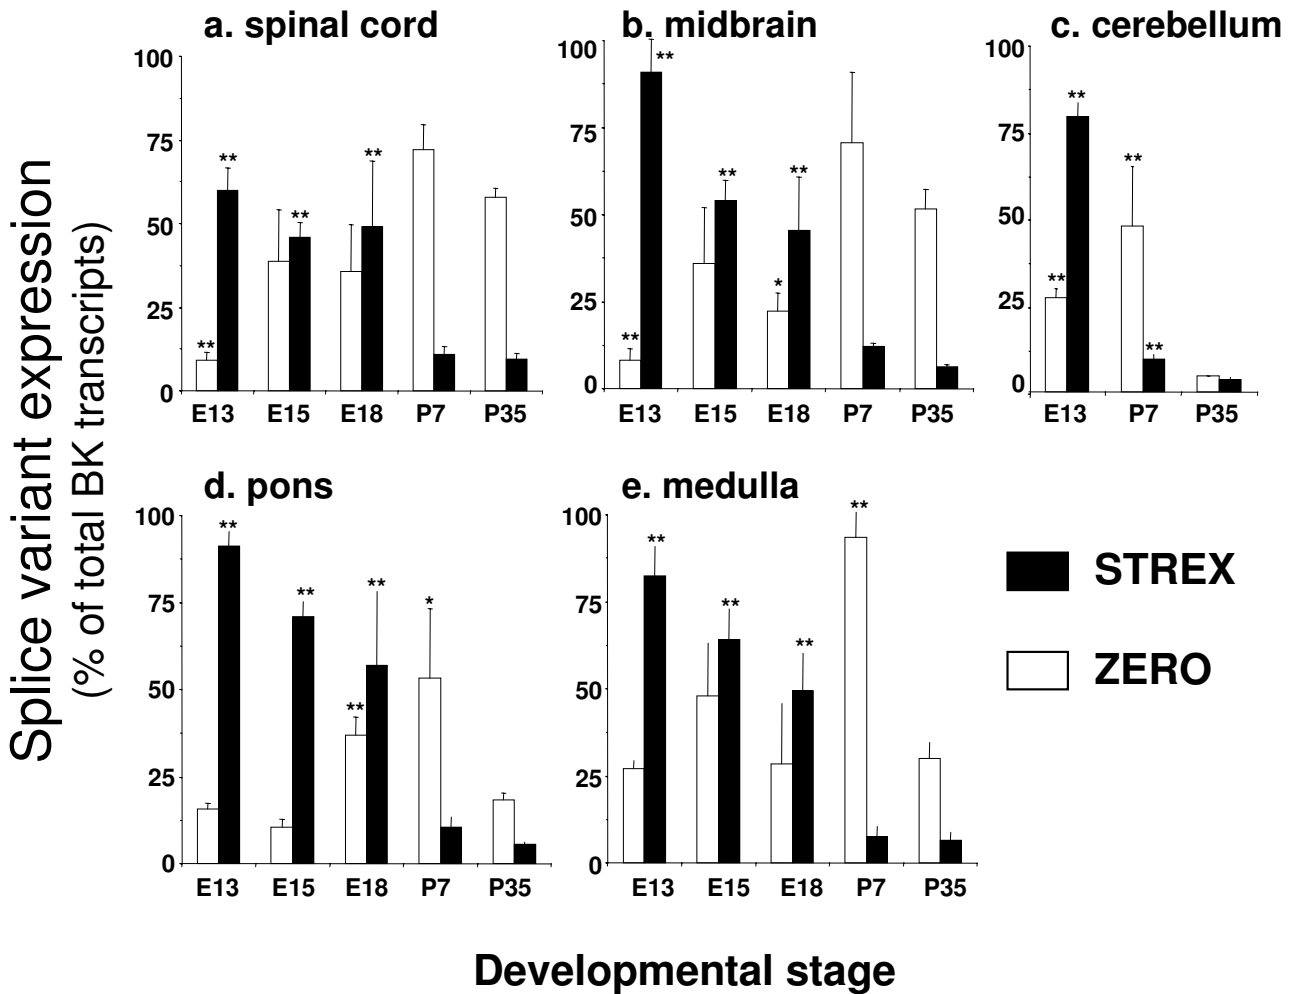 Splice variant expression
(% of total BK transcripts)
a. spinal cord
100
75
50
25
0
** ** ** **
E13 E15 E18 P7 P35
b. midbrain
100
75
50
25
0
** ** ** * **
E13 E15 E18 P7 P35
c. cerebellum
100
75
50
25
0
** ** ** **
E13 P7 P35
d. pons
100
75
50
25
0
** ** ** ** *
E13 E15 E18 P7 P35
e. medulla
100
75
50
25
0
** ** ** **
E13 E15 E18 P7 P35
STREX
ZERO
Developmental stage